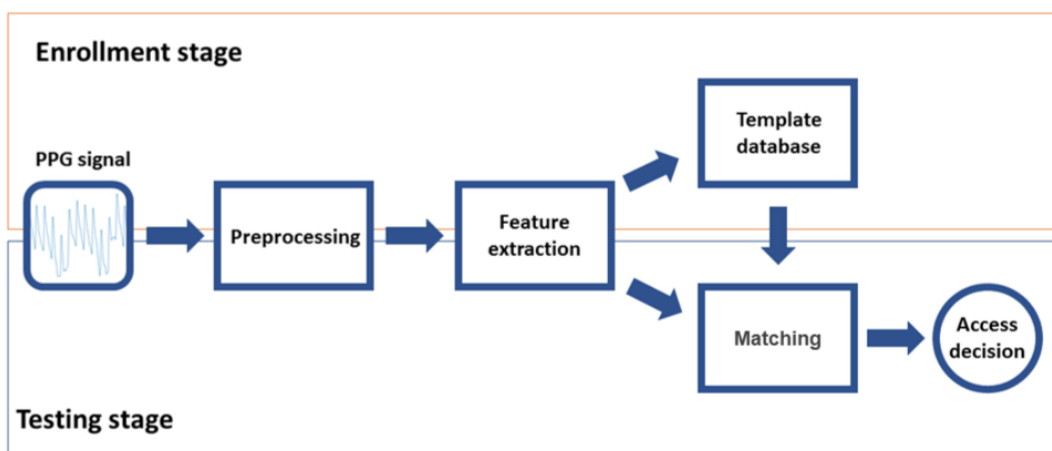 Enrollment stage
PPG signal
Preprocessing
Feature
extraction
Template
database
Matching
Access
decision
Testing stage